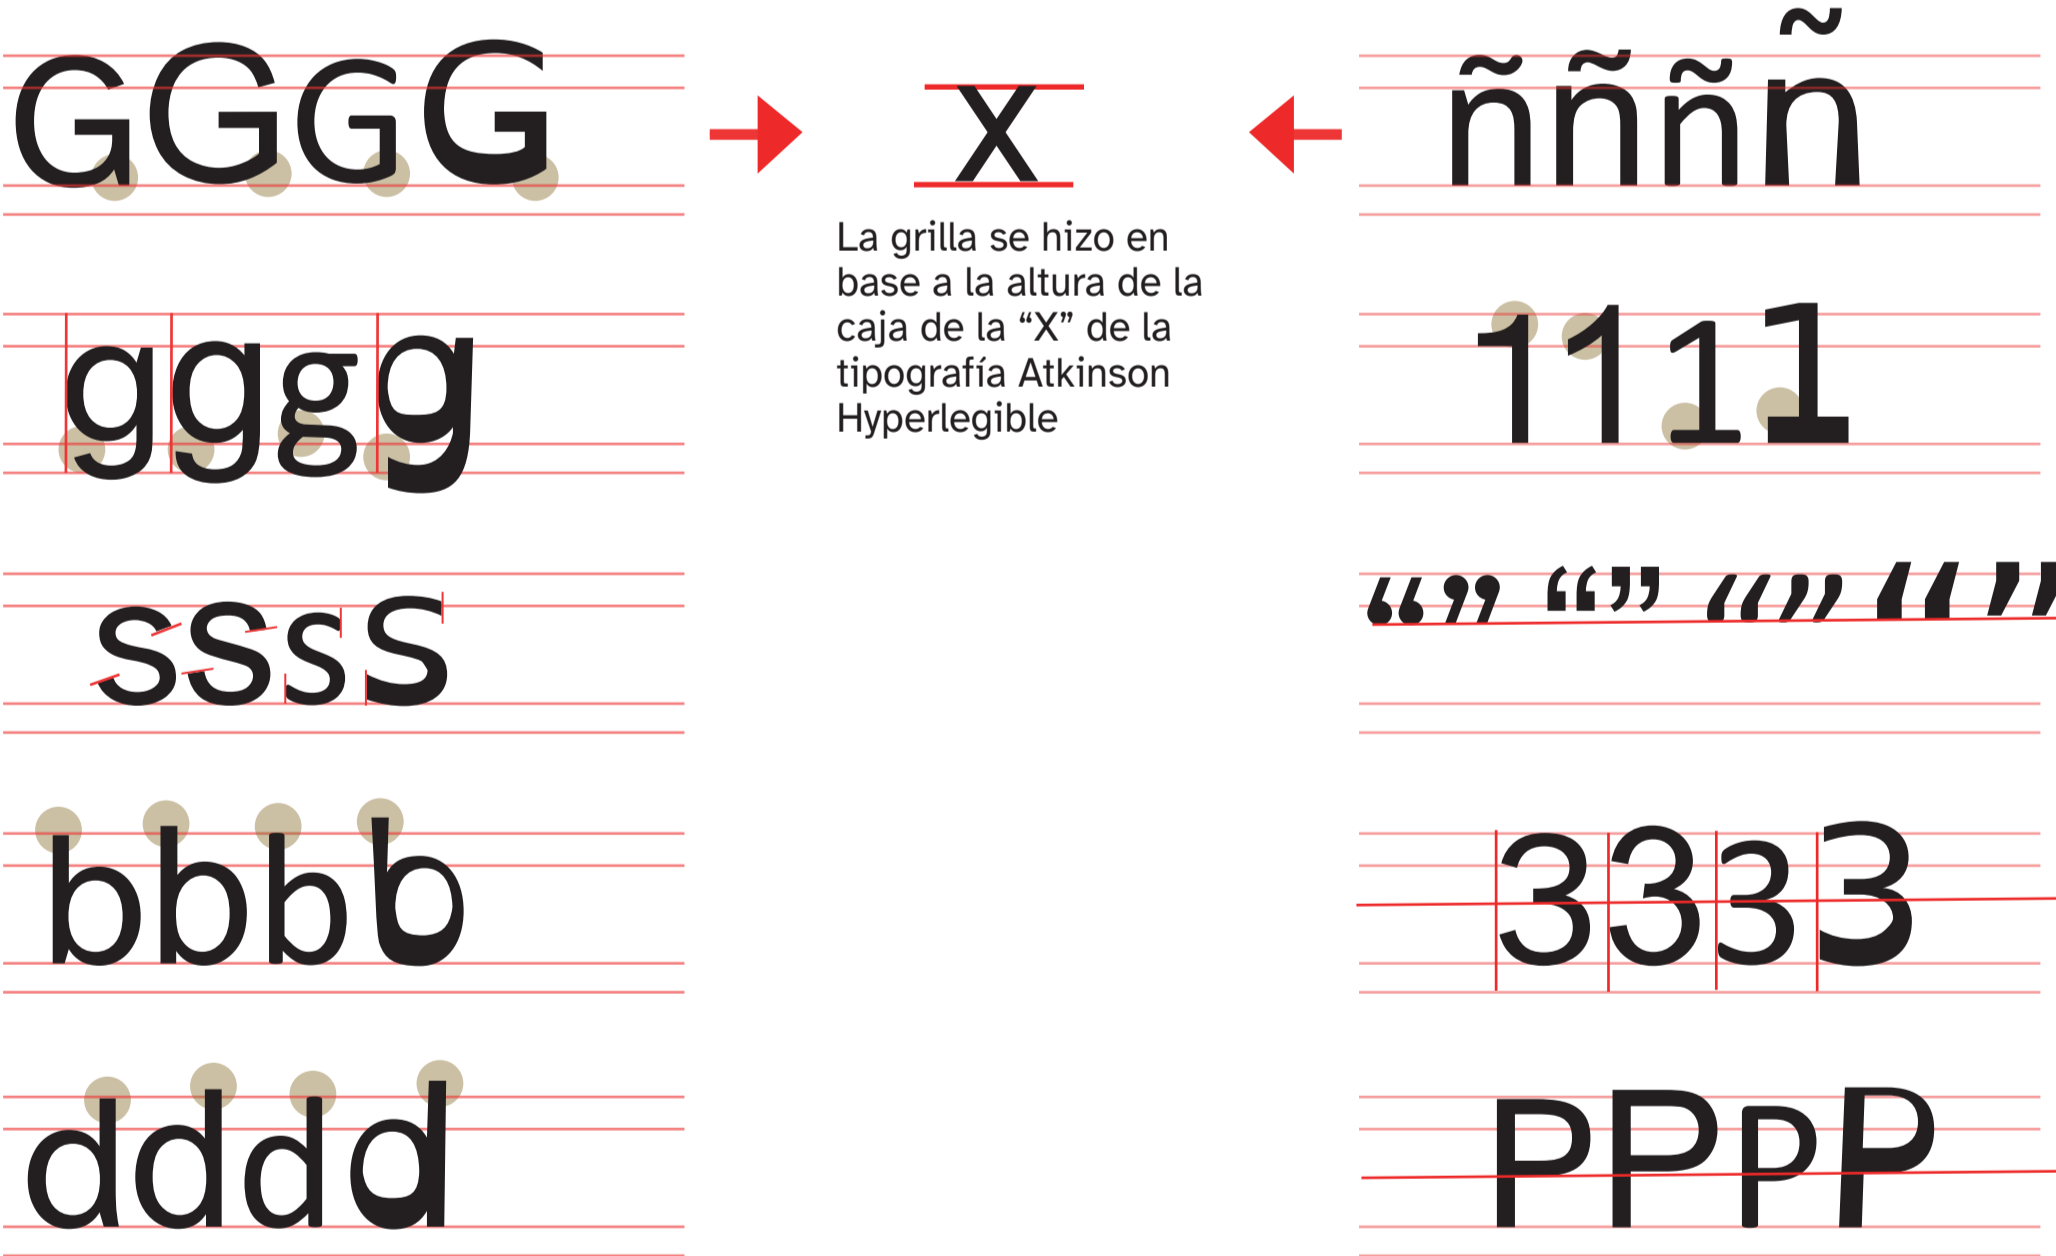 GGGG
gggg
ssss
bbbb
dddd
X
La grilla se hizo en
base a la altura de la
caja de la “X” de la
tipografía Atkinson
Hyperlegible
ññññ
1111
“” “” “” “”
3333
PPPP